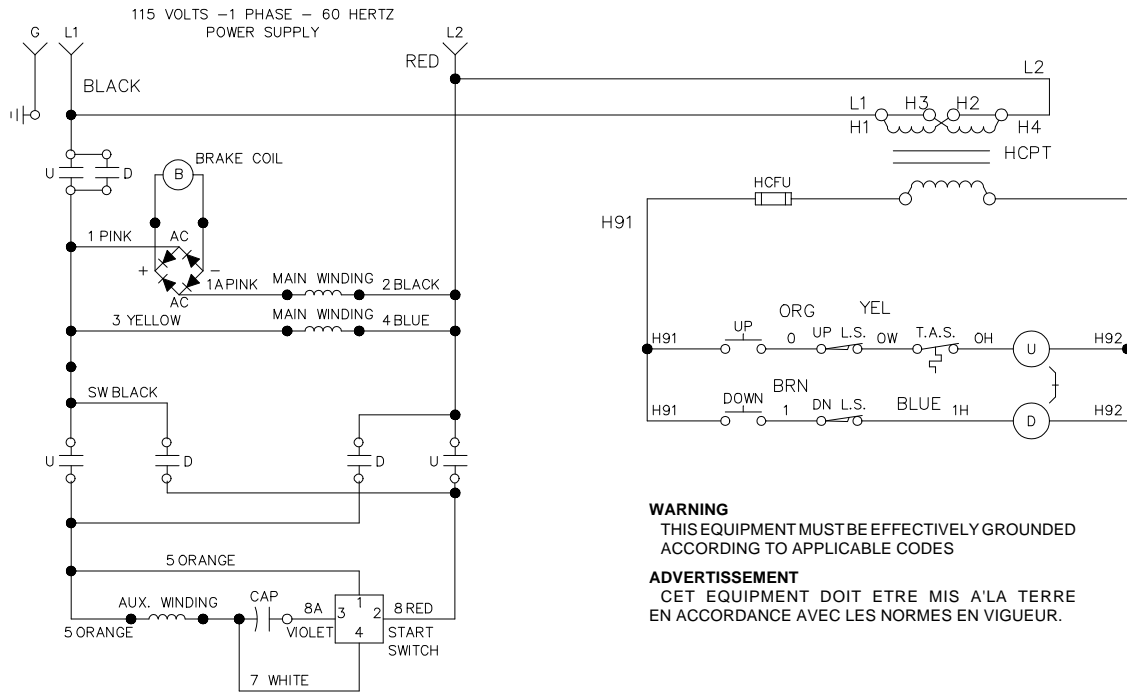 115 VOLTS -1 PHASE - 60 HERTZ
POWER SUPPLY
G L1 L2
BLACK
RED
L2
L1 H3 H2
H1 H4
HCPT
U D
BRAKE COIL
B
HCFU
H91
1 PINK AC
+ -
AC
1A PINK MAIN WINDING 2 BLACK
3 YELLOW MAIN WINDING 4 BLUE
ORG YEL
H91 UP 0 UP L.S. OW T.A.S. OH U H92
BRN BLUE
H91 DOWN 1 DN L.S. 1H D H92
SW BLACK
U D D U
WARNING
THIS EQUIPMENT MUST BE EFFECTIVELY GROUNDED
ACCORDING TO APPLICABLE CODES
ADVERTISSEMENT
CET EQUIPMENT DOIT ETRE MIS A'LA TERRE
EN ACCORDANCE AVEC LES NORMES EN VIGUEUR.
5 ORANGE
AUX. WINDING CAP 8A 1 8 RED
3 2
5 ORANGE VIOLET 4 START
SWITCH
7 WHITE